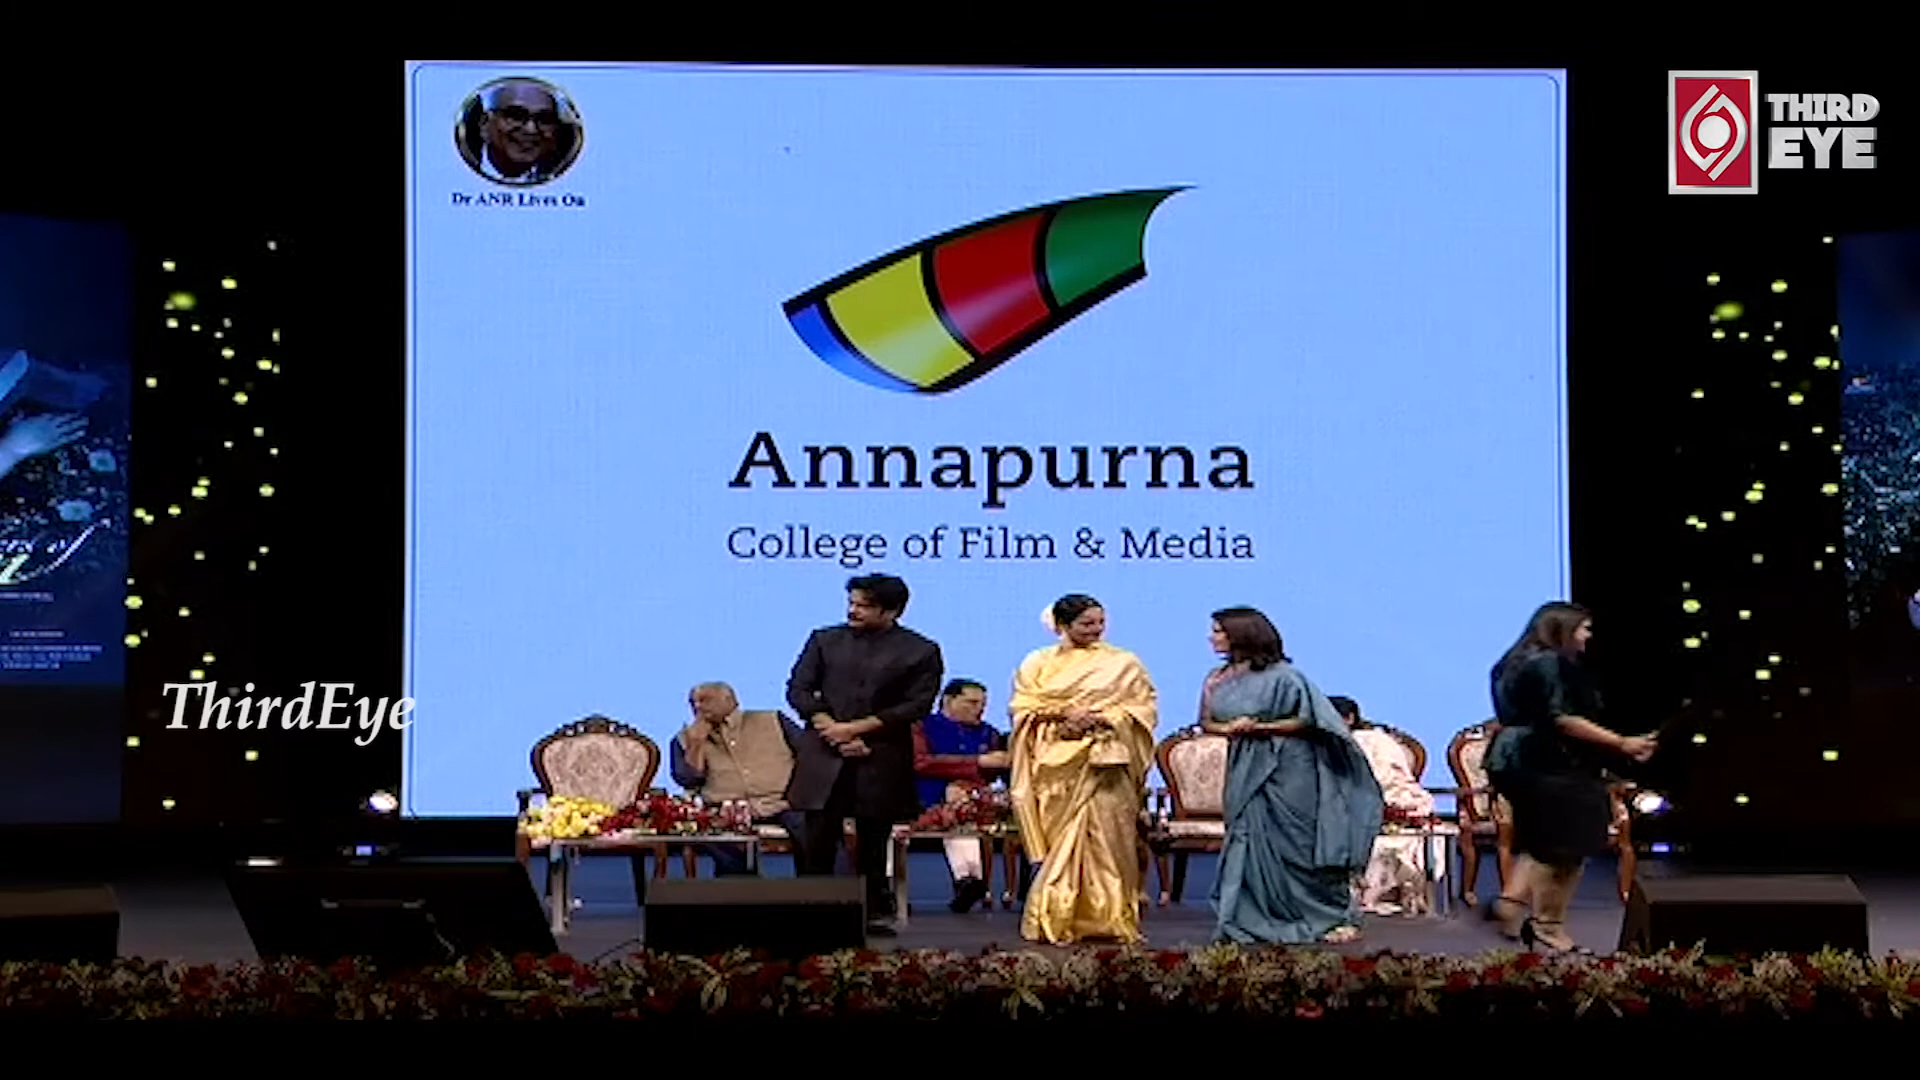 Dr ANR Lives On
THIRD
EYE
Annapurna
College of Film & Media
ThirdEye